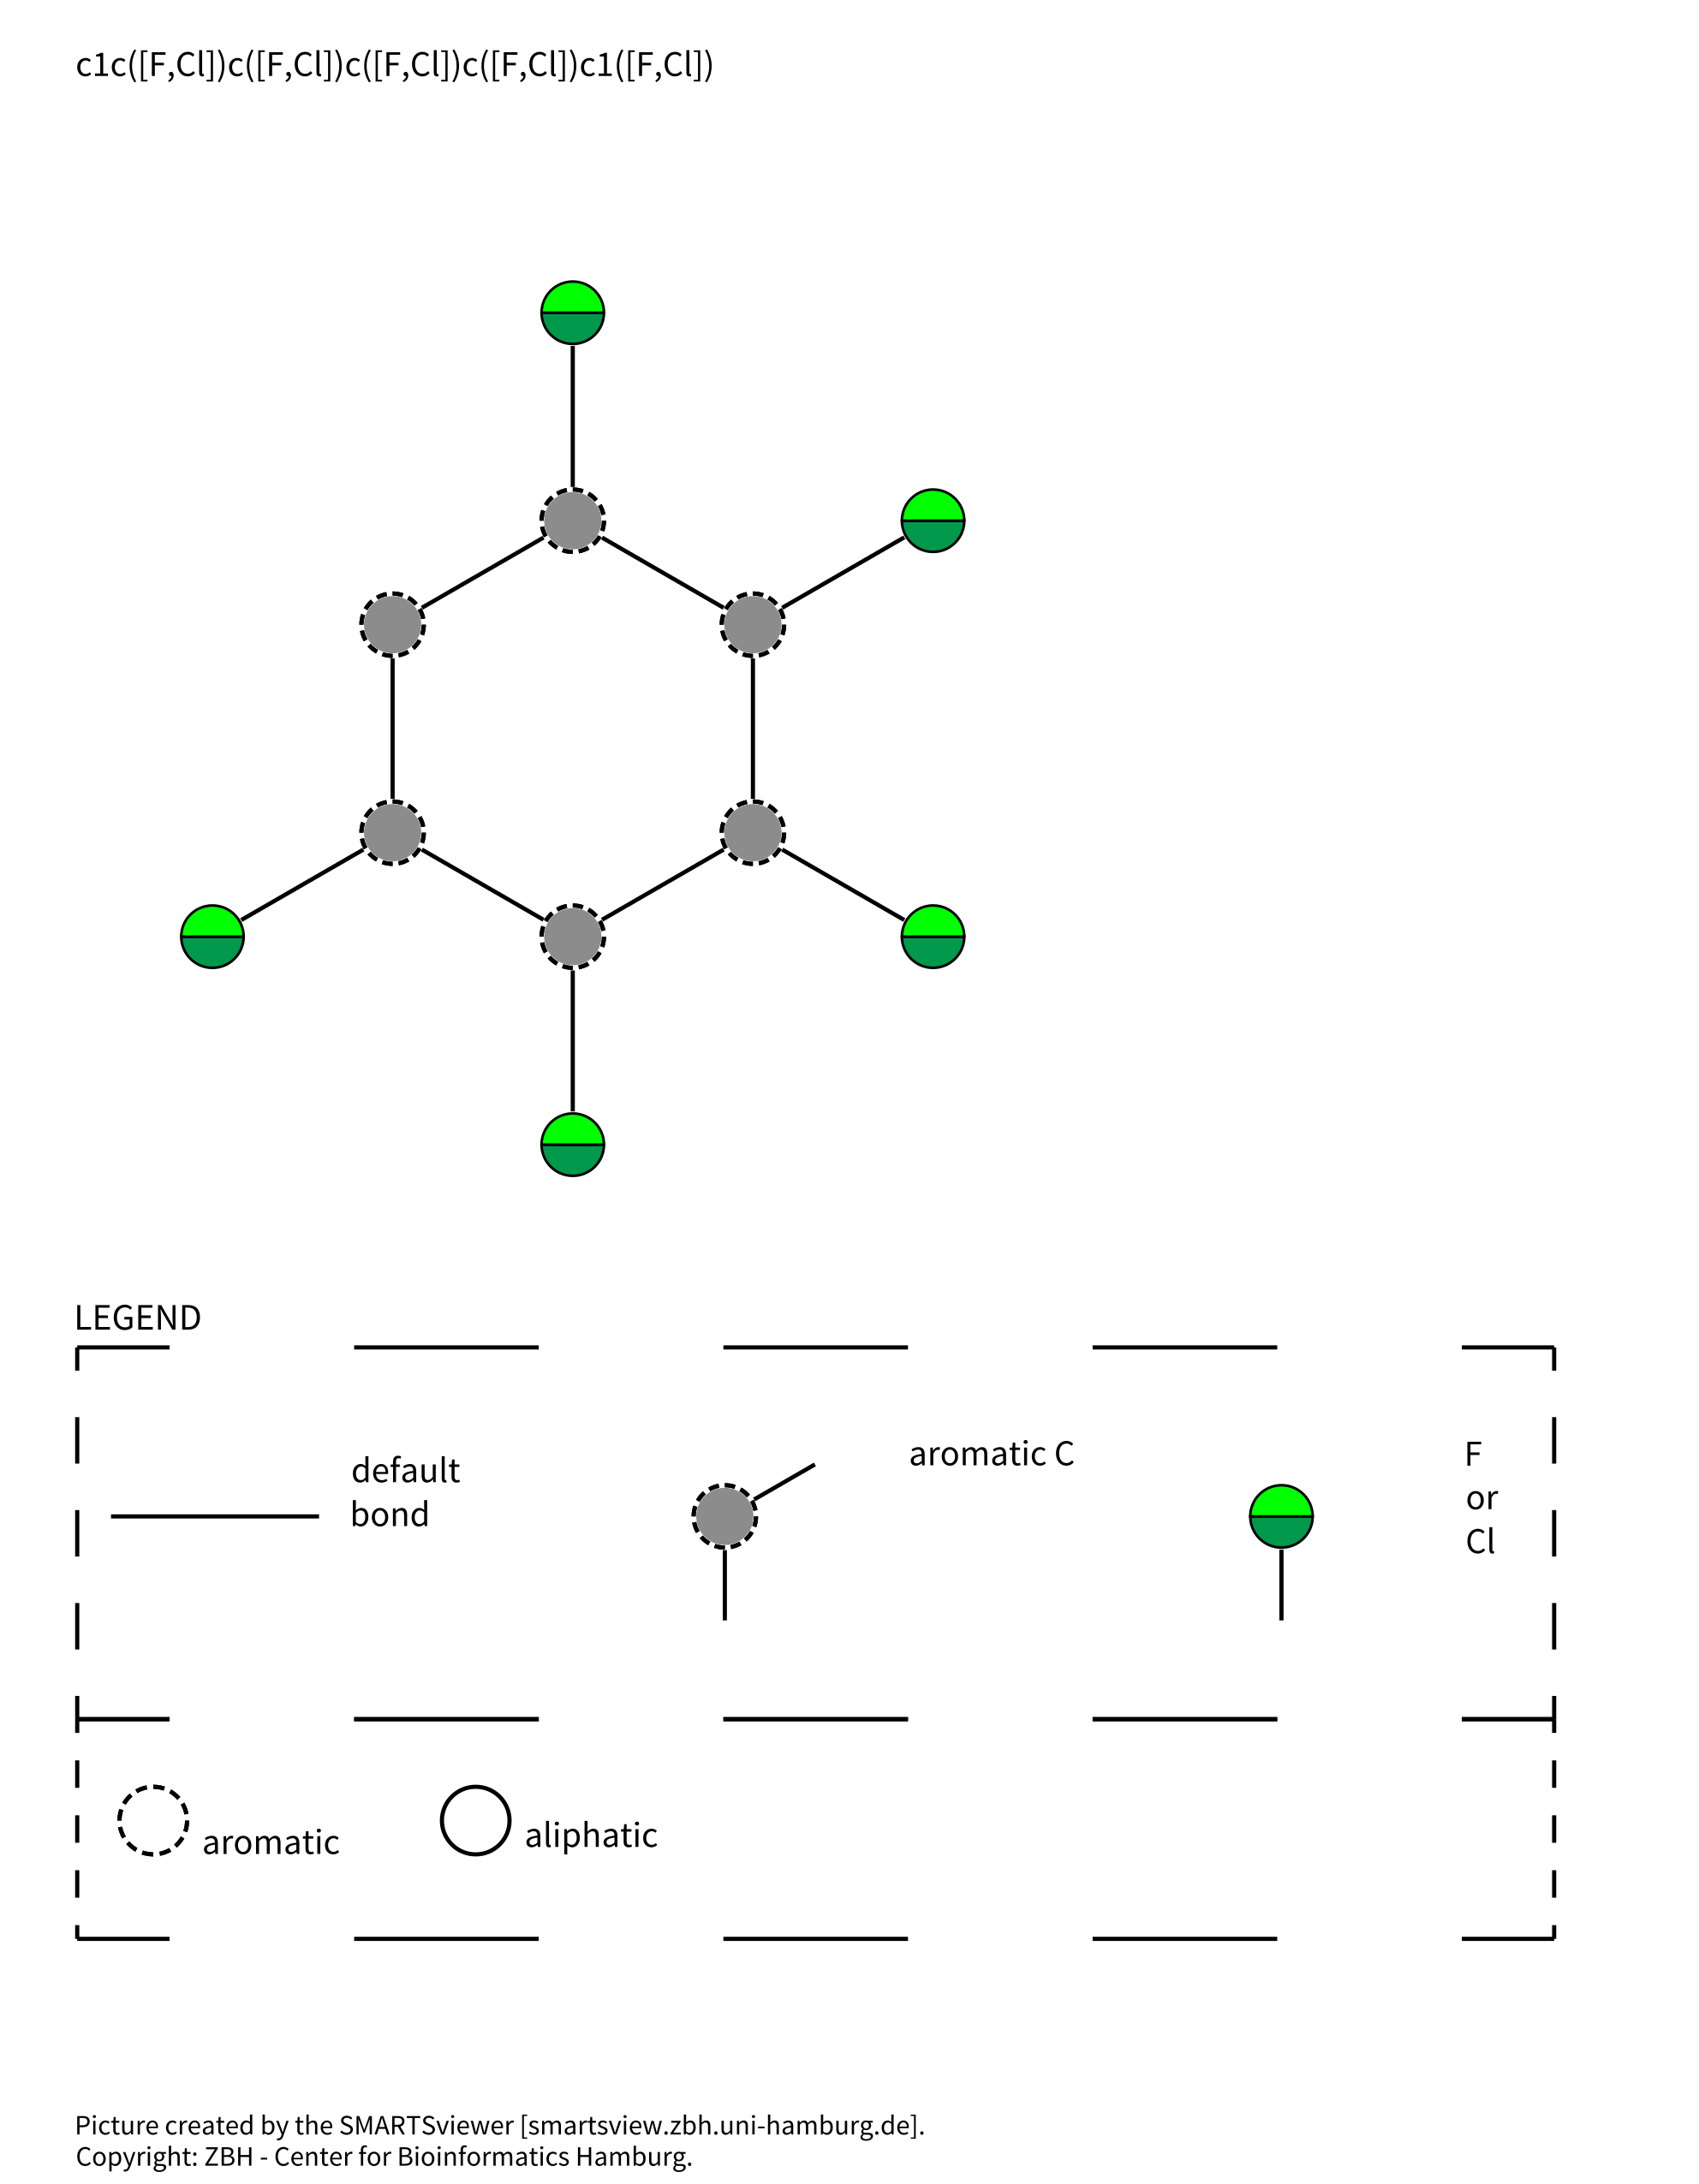 c1c([F,Cl])c([F,Cl])c([F,Cl])c([F,Cl])c1([F,Cl])
LEGEND
default
bond
aromatic C
F
or
Cl
aromatic
aliphatic
Picture created by the SMARTSviewer [smartsview.zbh.uni-hamburg.de].
Copyright: ZBH - Center for Bioinformatics Hamburg.